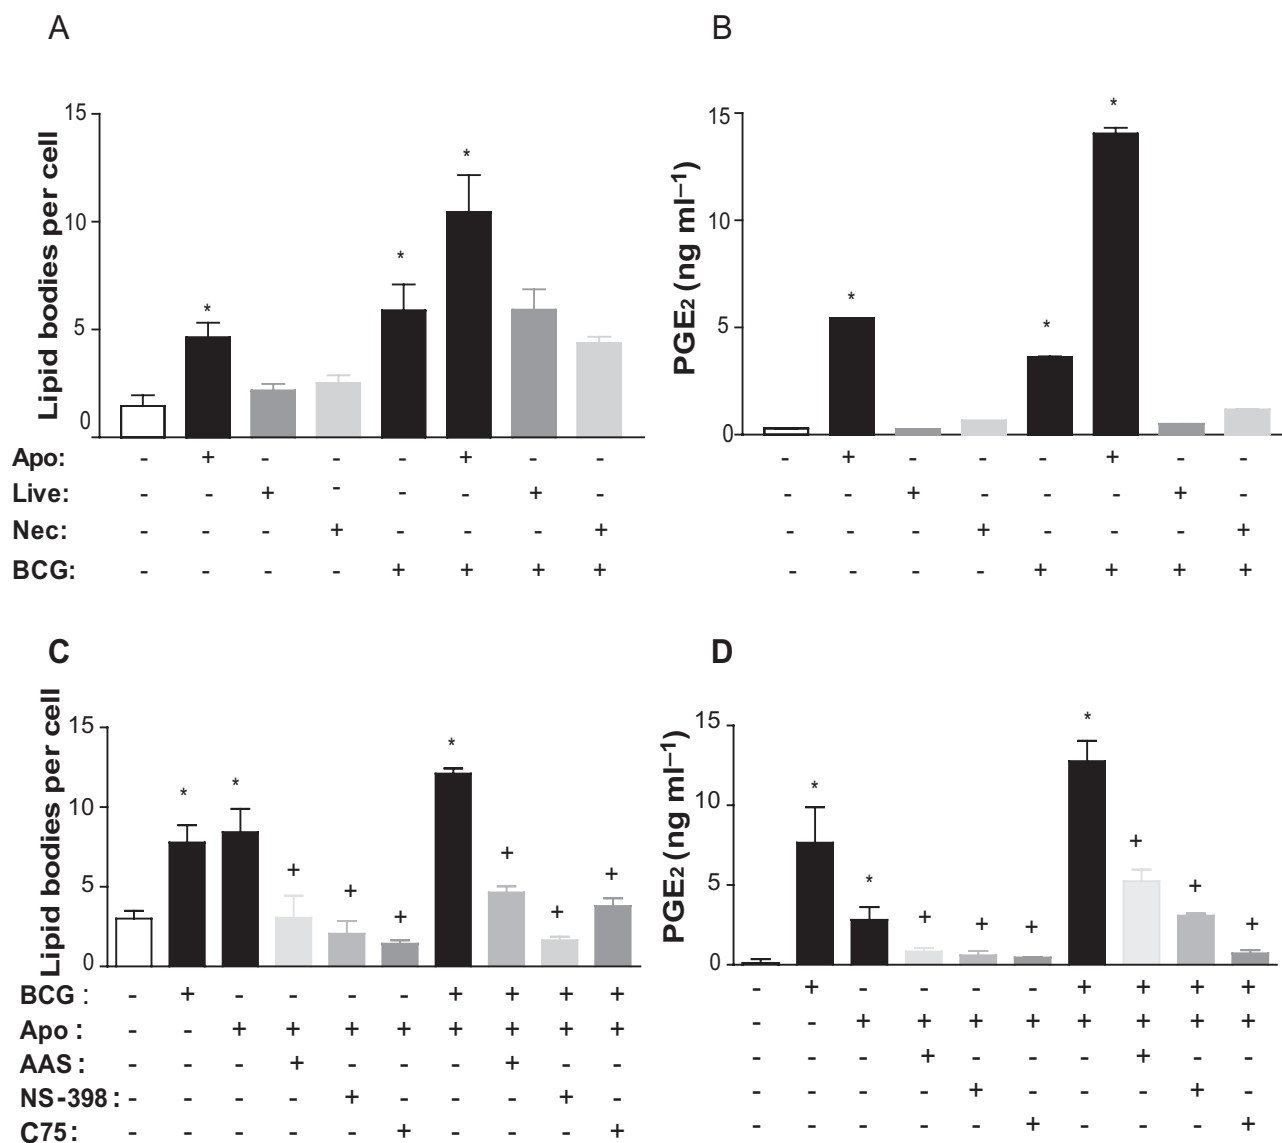 A
B
Lipid bodies per cell
15
10
5
0
* * * *
PGE2 (ng ml−1)
15
10
5
0
* * * *
Apo: - + - - - + - -
- + - - - + - -
Live: - - + - - - + -
- - + - - - + -
Nec: - - - + - - - +
- - - + - - - +
BCG: - - - - + + + +
- - - - + + + +
C
D
Lipid bodies per cell
15
10
5
0
* * + + + * + + +
PGE2 (ng ml−1)
15
10
5
0
* * + + + * + + +
BCG : - + - - - - + + + +
- + - - - - + + + +
Apo : - - + + + + + + + +
- - + + + + + + + +
AAS : - - - + - - - + - -
- - - + - - - + - -
NS-398 : - - - - + - - - + -
- - - - + - - - + -
C75: - - - - - + - - - +
- - - - - + - - - +